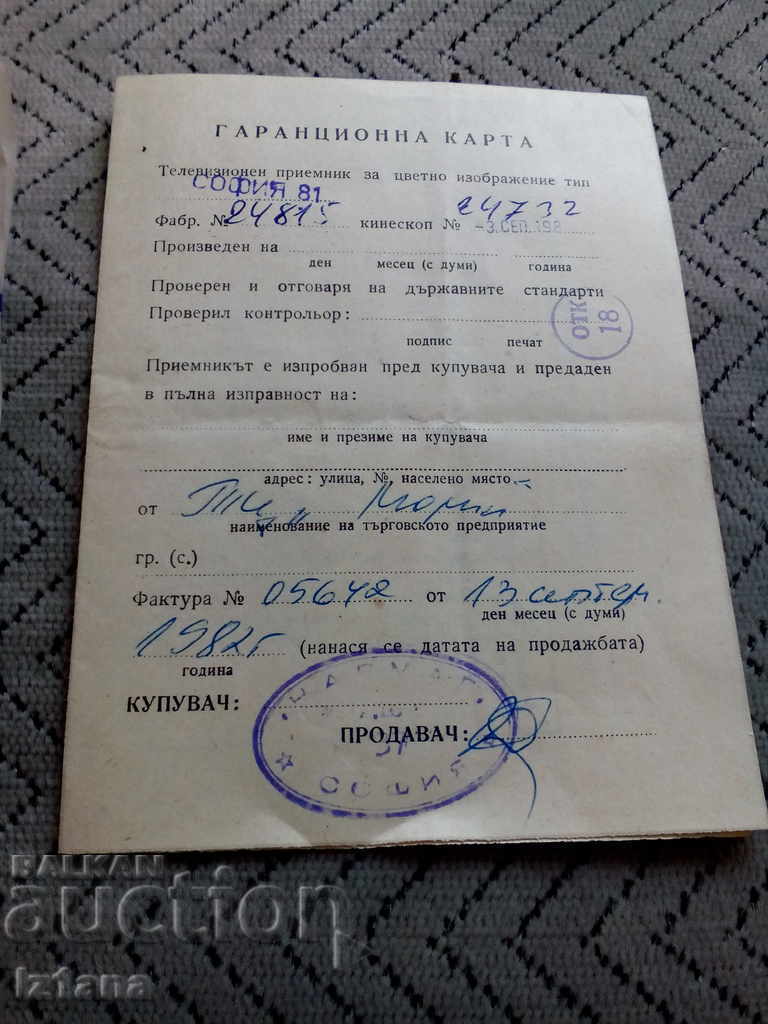 ГАРАНЦИОННА КАРТА
Телевизионен приемник за цветно изображение тип
СОФИЯ 81
Фабр. № 24815 кинескоп № 24732
-3. СЕП. 198
Произведен на
ден месец (с думи) година
Проверен и отговаря на държавните стандарти
Проверил контрольор:
ОТК
18
подпис печат
Приемникът е изпробван пред купувача и предаден
в пълна изправност на:
име и презиме на купувача
адрес: улица, №, населено място
от
наименование на търговското предприятие
гр. (с.)
Фактура № 05642 от 13 септем.
ден месец (с думи)
1982г (нанася се датата на продажбата)
година
КУПУВАЧ:
ПРОДАВАЧ:
СОФИЯ
BALKAN
auction
Iz1ana